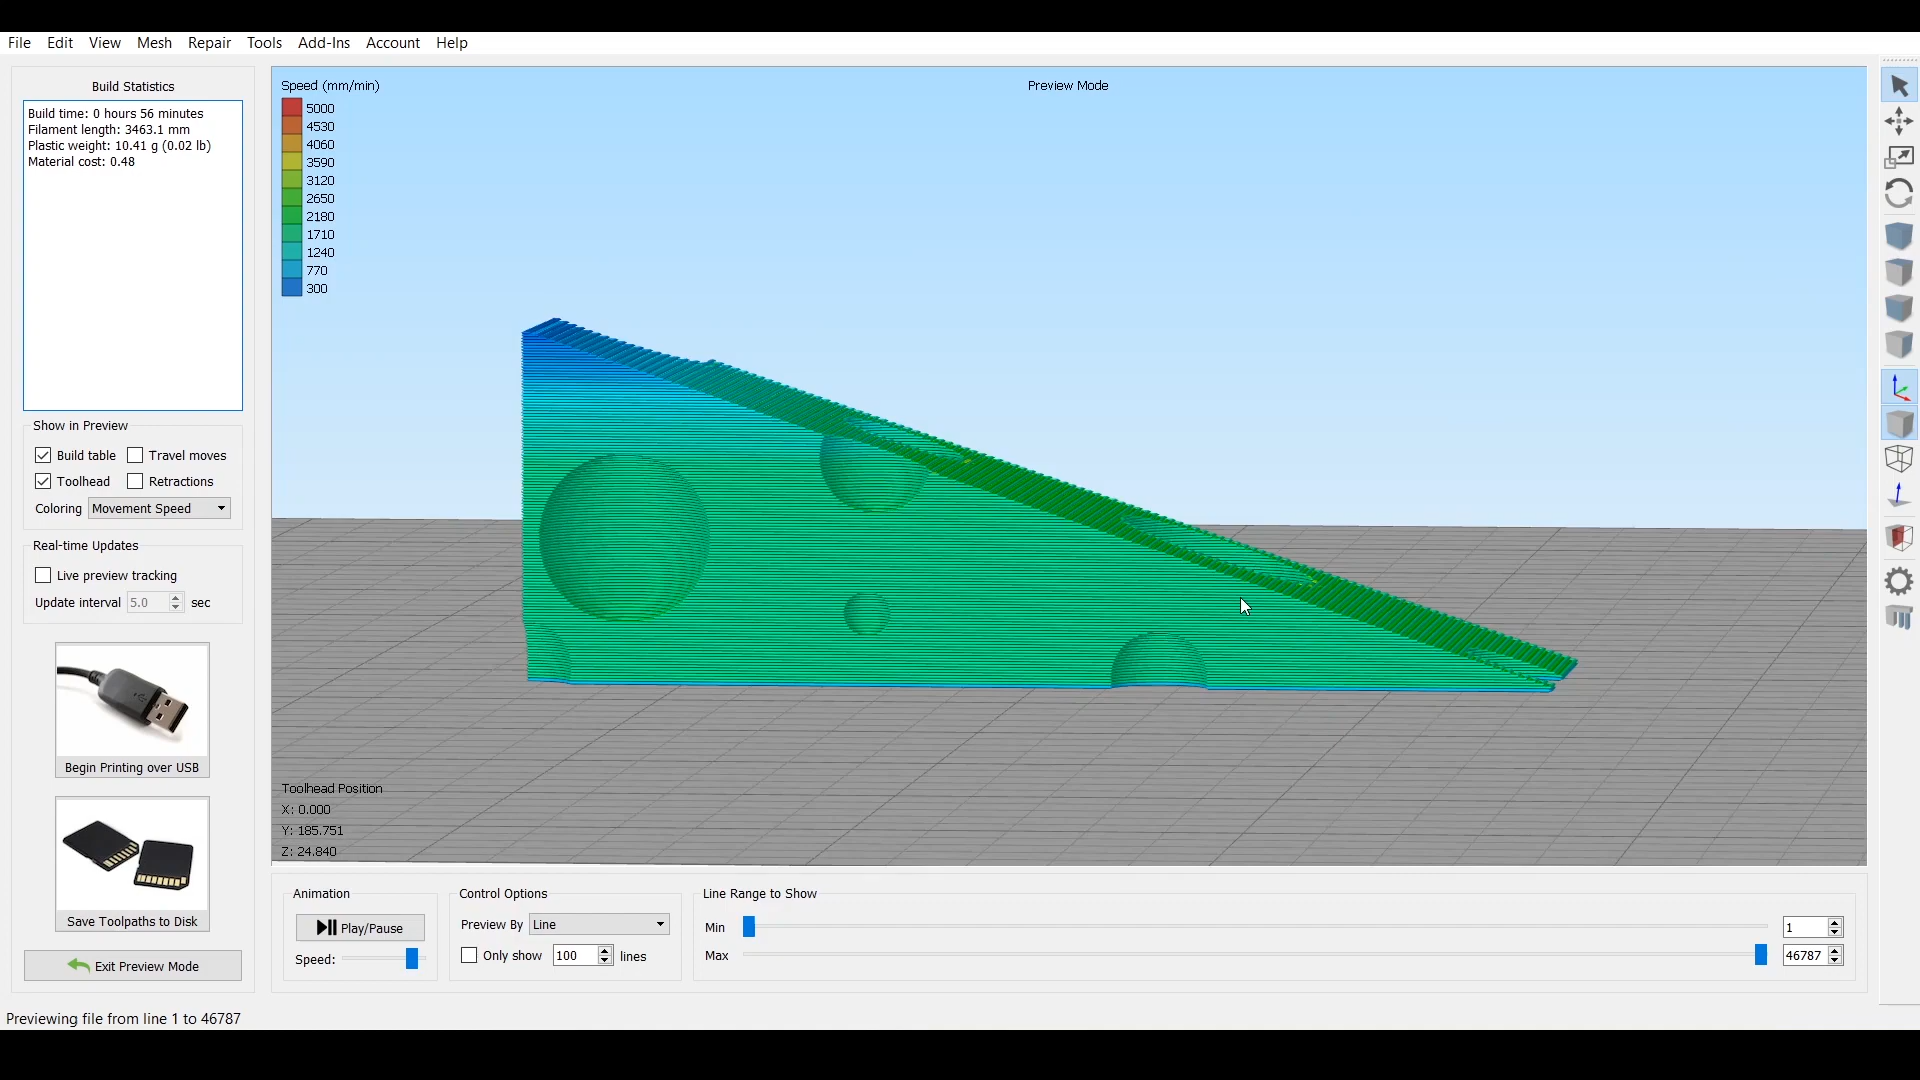 File Edit View Mesh Repair Tools Add-Ins Account Help
Build Statistics
Build time: 0 hours 56 minutes
Filament length: 3463.1 mm
Plastic weight: 10.41 g (0.02 lb)
Material cost: 0.48
Show in Preview
Build table Travel moves
Toolhead Retractions
Coloring Movement Speed
Real-time Updates
Live preview tracking
Update interval 5.0 sec
Begin Printing over USB
Save Toolpaths to Disk
Exit Preview Mode
Speed (mm/min)
5000
4530
4060
3590
3120
2650
2180
1710
1240
770
300
Preview Mode
Toolhead Position
X: 0.000
Y: 185.751
Z: 24.840
Animation
Play/Pause
Speed:
Control Options
Preview By Line
Only show 100 lines
Line Range to Show
Min 1
Max 46787
Previewing file from line 1 to 46787